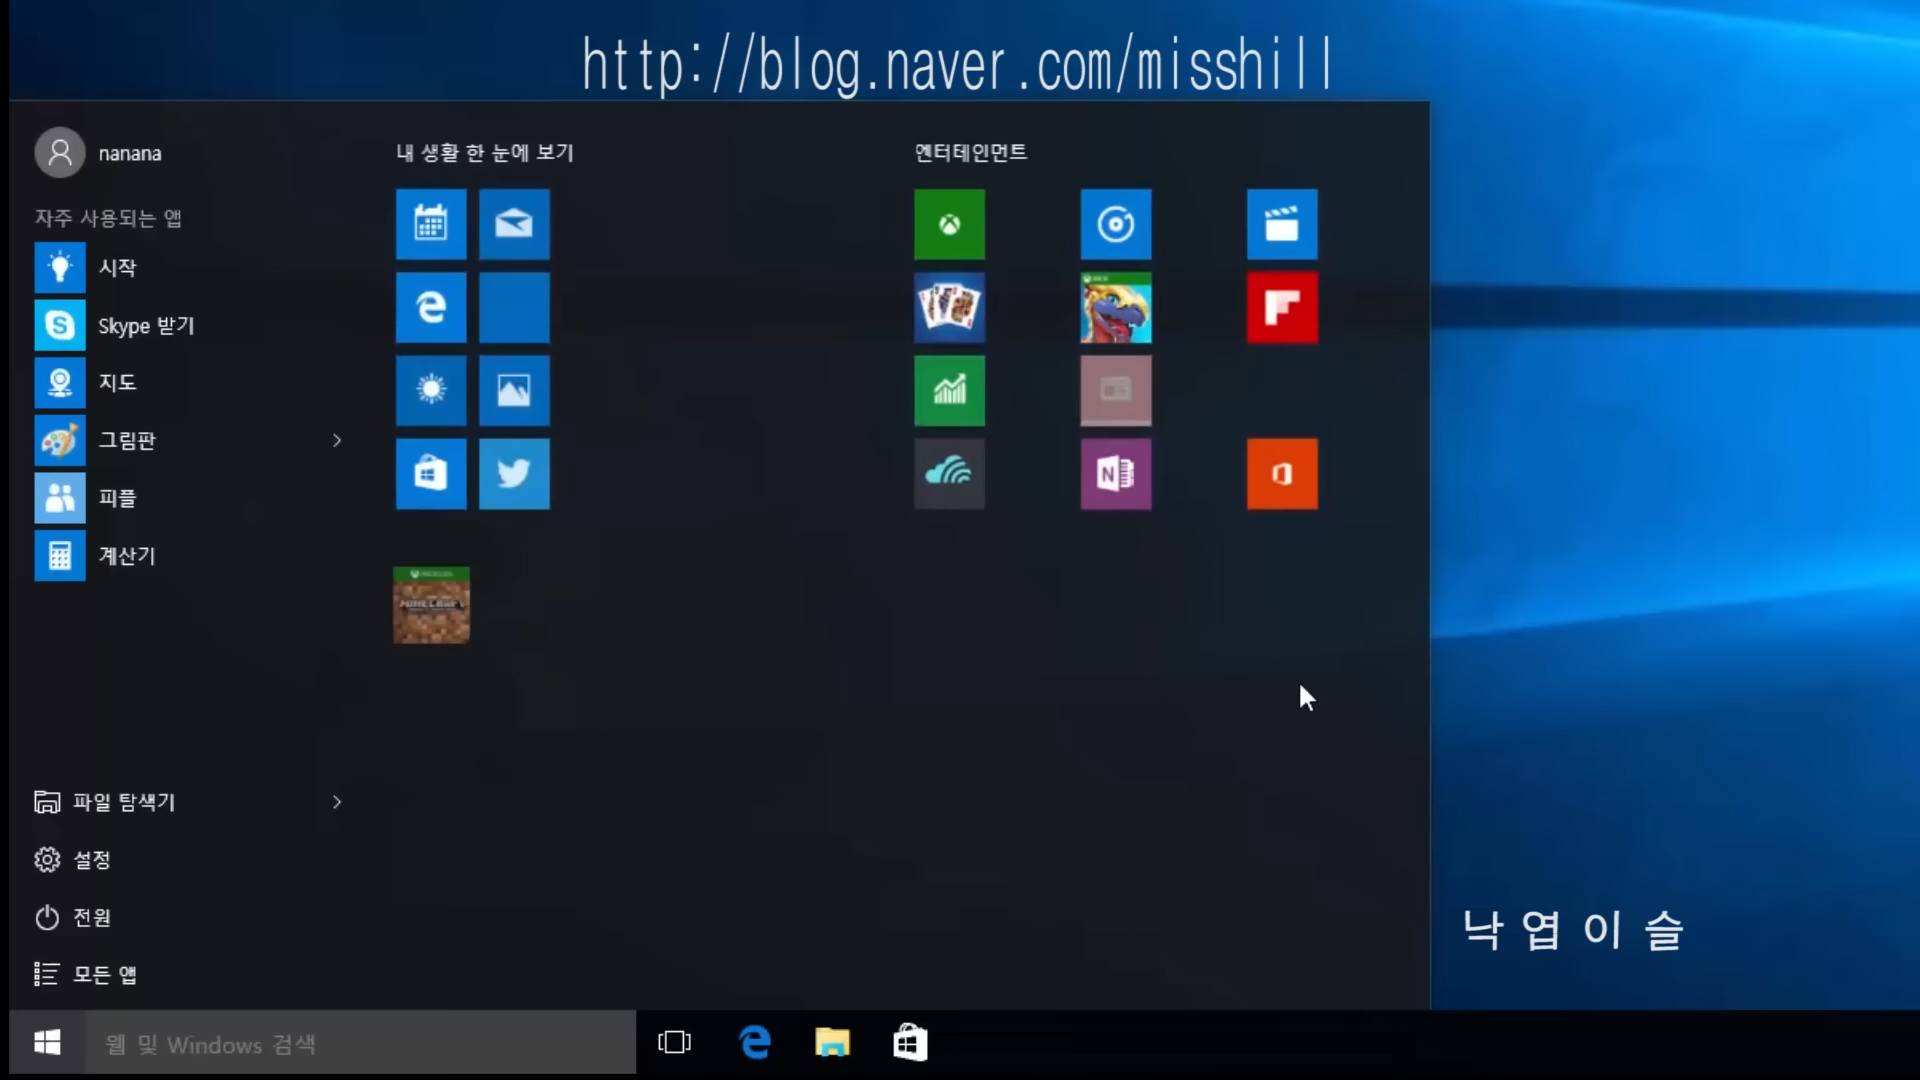 http://blog.naver.com/misshill
nanana
내 생활 한 눈에 보기
엔터테인먼트
자주 사용되는 앱
시작
Skype 받기
지도
그림판
피플
계산기
MINECRAFT
파일 탐색기
설정
전원
모든 앱
낙엽이슬
웹 및 Windows 검색